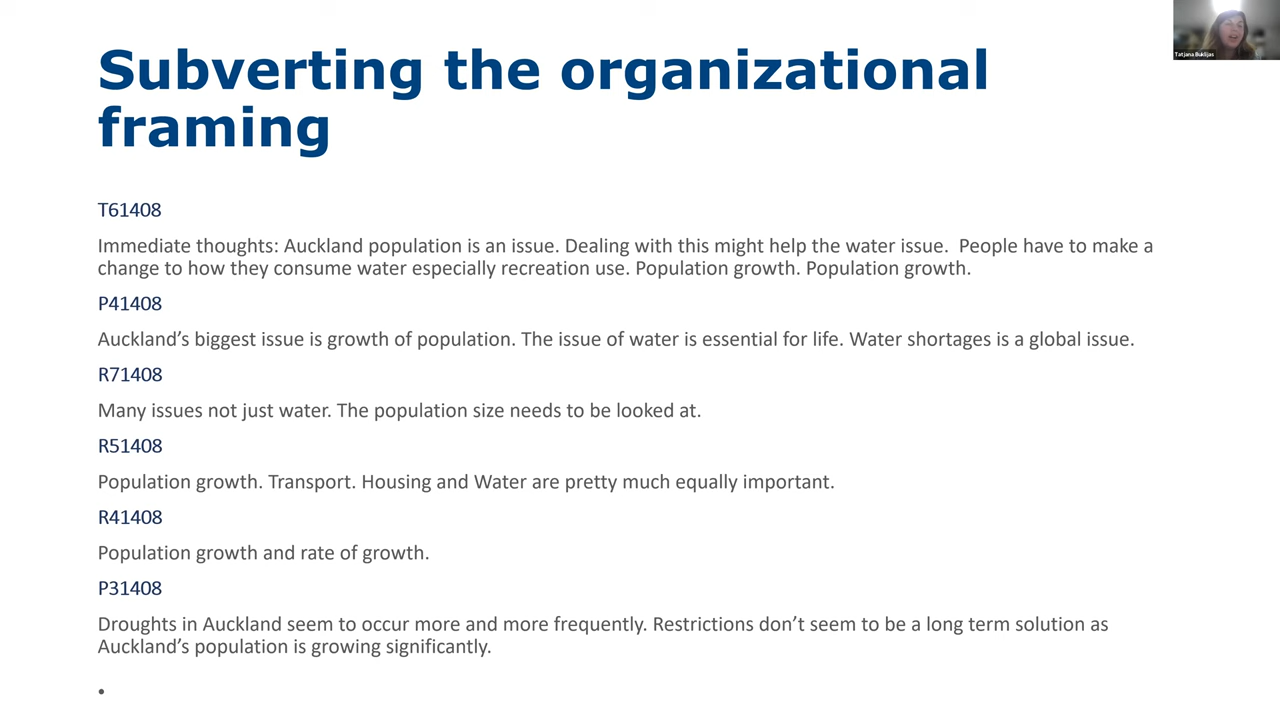 Subverting the organizational
framing
Tatjana Buklijas
T61408
Immediate thoughts: Auckland population is an issue. Dealing with this might help the water issue.  People have to make a
change to how they consume water especially recreation use. Population growth. Population growth.
P41408
Auckland’s biggest issue is growth of population. The issue of water is essential for life. Water shortages is a global issue.
R71408
Many issues not just water. The population size needs to be looked at.
R51408
Population growth. Transport. Housing and Water are pretty much equally important.
R41408
Population growth and rate of growth.
P31408
Droughts in Auckland seem to occur more and more frequently. Restrictions don’t seem to be a long term solution as
Auckland’s population is growing significantly.
•